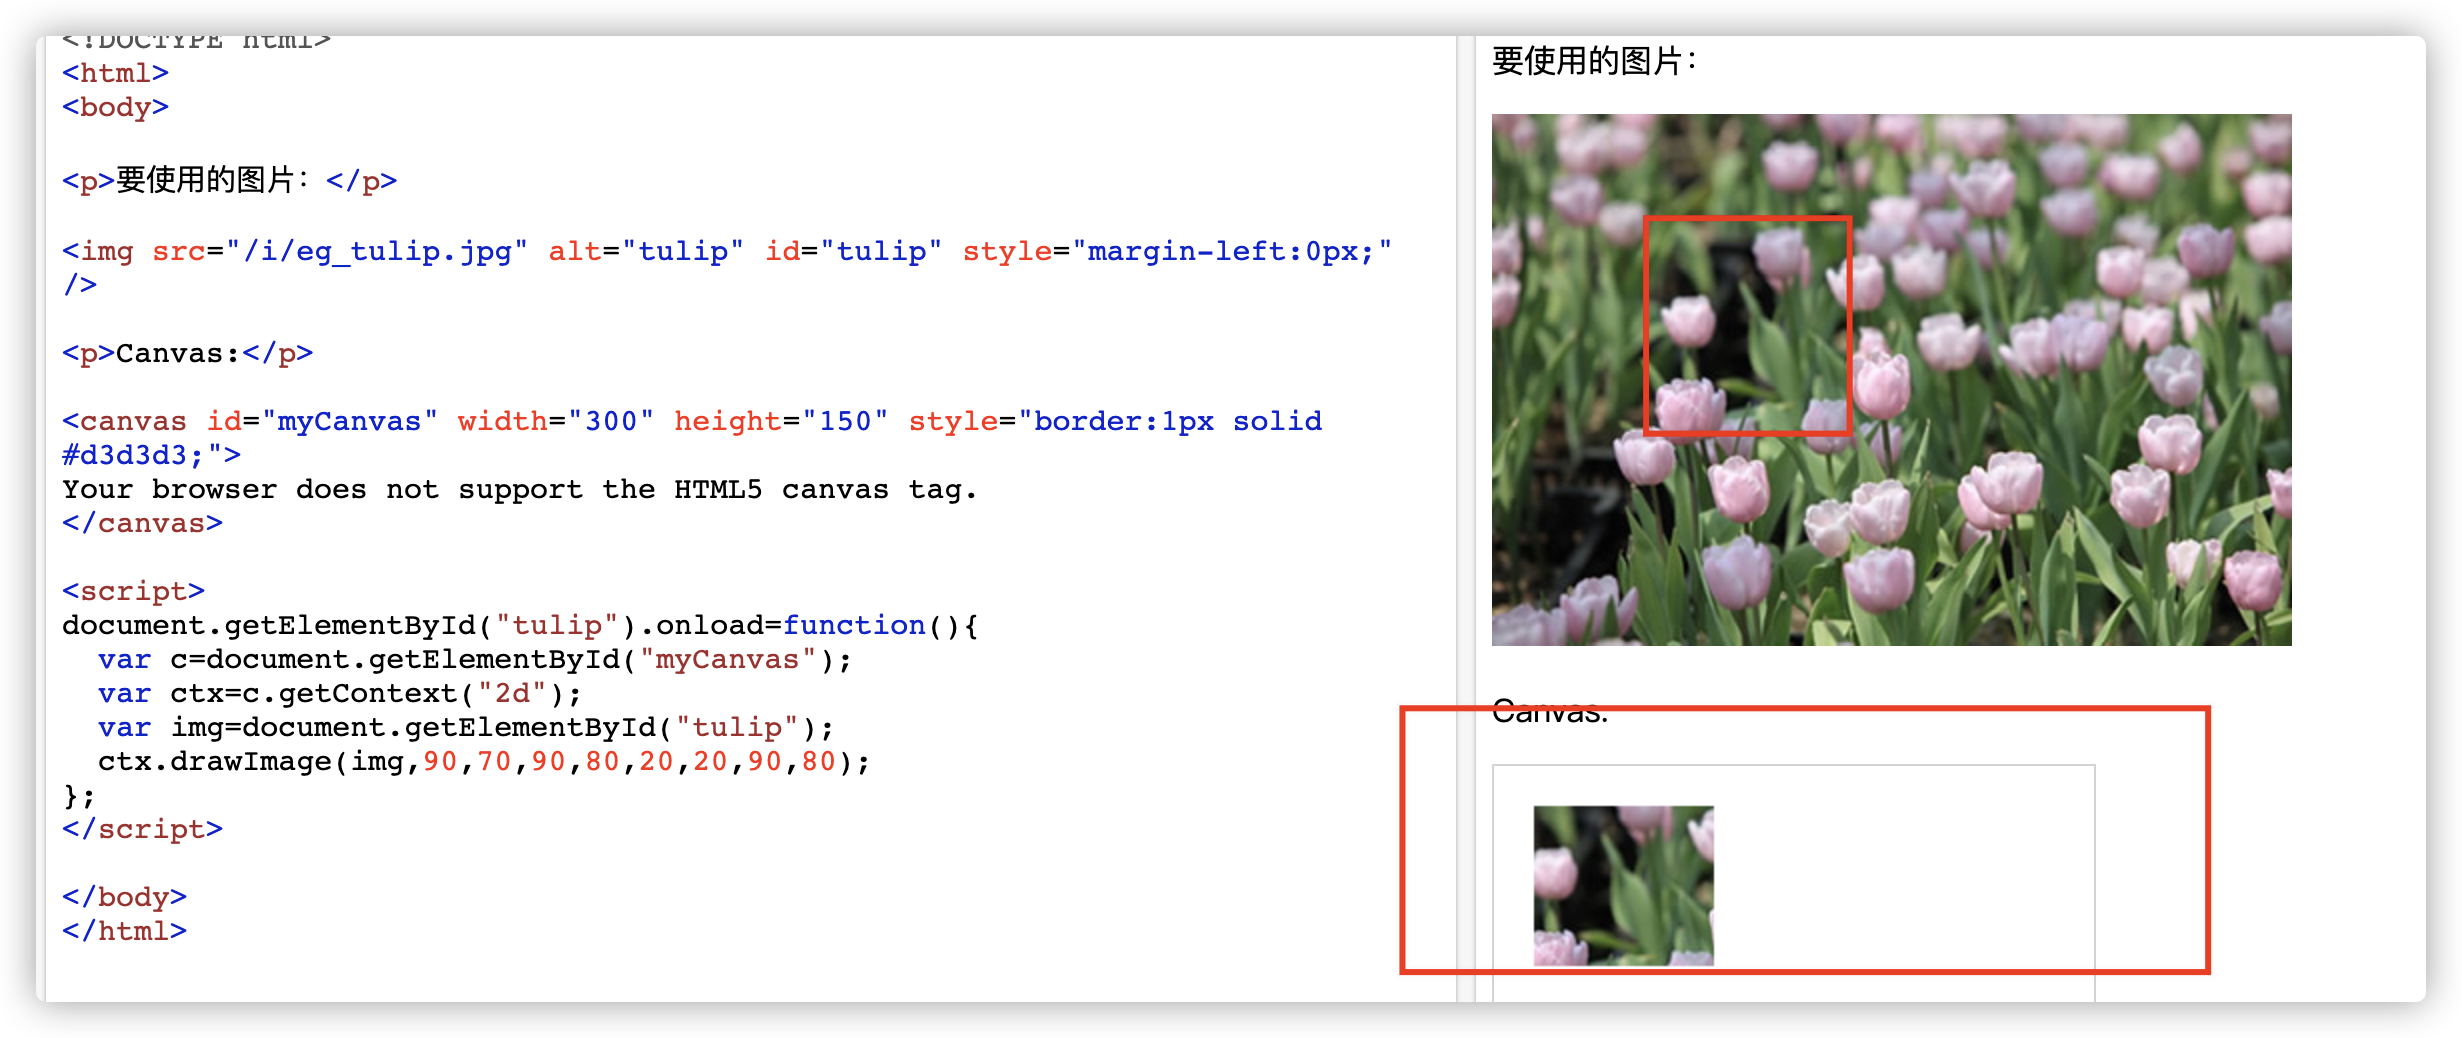 <!DOCTYPE html>
<html>
<body>
<p>要使用的图片：</p>
<img src="/i/eg_tulip.jpg" alt="tulip" id="tulip" style="margin-left:0px;"
/>
<p>Canvas:</p>
<canvas id="myCanvas" width="300" height="150" style="border:1px solid
#d3d3d3;">
Your browser does not support the HTML5 canvas tag.
</canvas>
<script>
document.getElementById("tulip").onload=function(){
  var c=document.getElementById("myCanvas");
  var ctx=c.getContext("2d");
  var img=document.getElementById("tulip");
  ctx.drawImage(img,90,70,90,80,20,20,90,80);
};
</script>
</body>
</html>
要使用的图片：
Canvas: